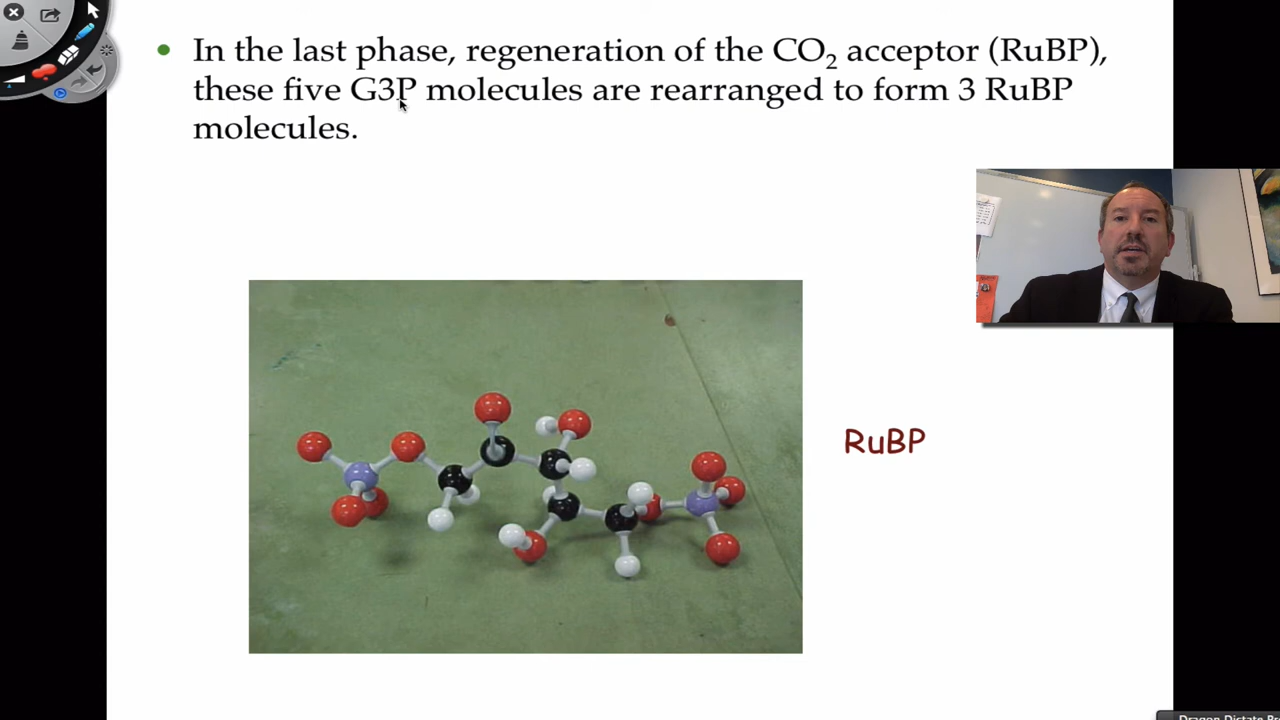 In the last phase, regeneration of the CO₂ acceptor (RuBP),
these five G3P molecules are rearranged to form 3 RuBP
molecules.
RuBP